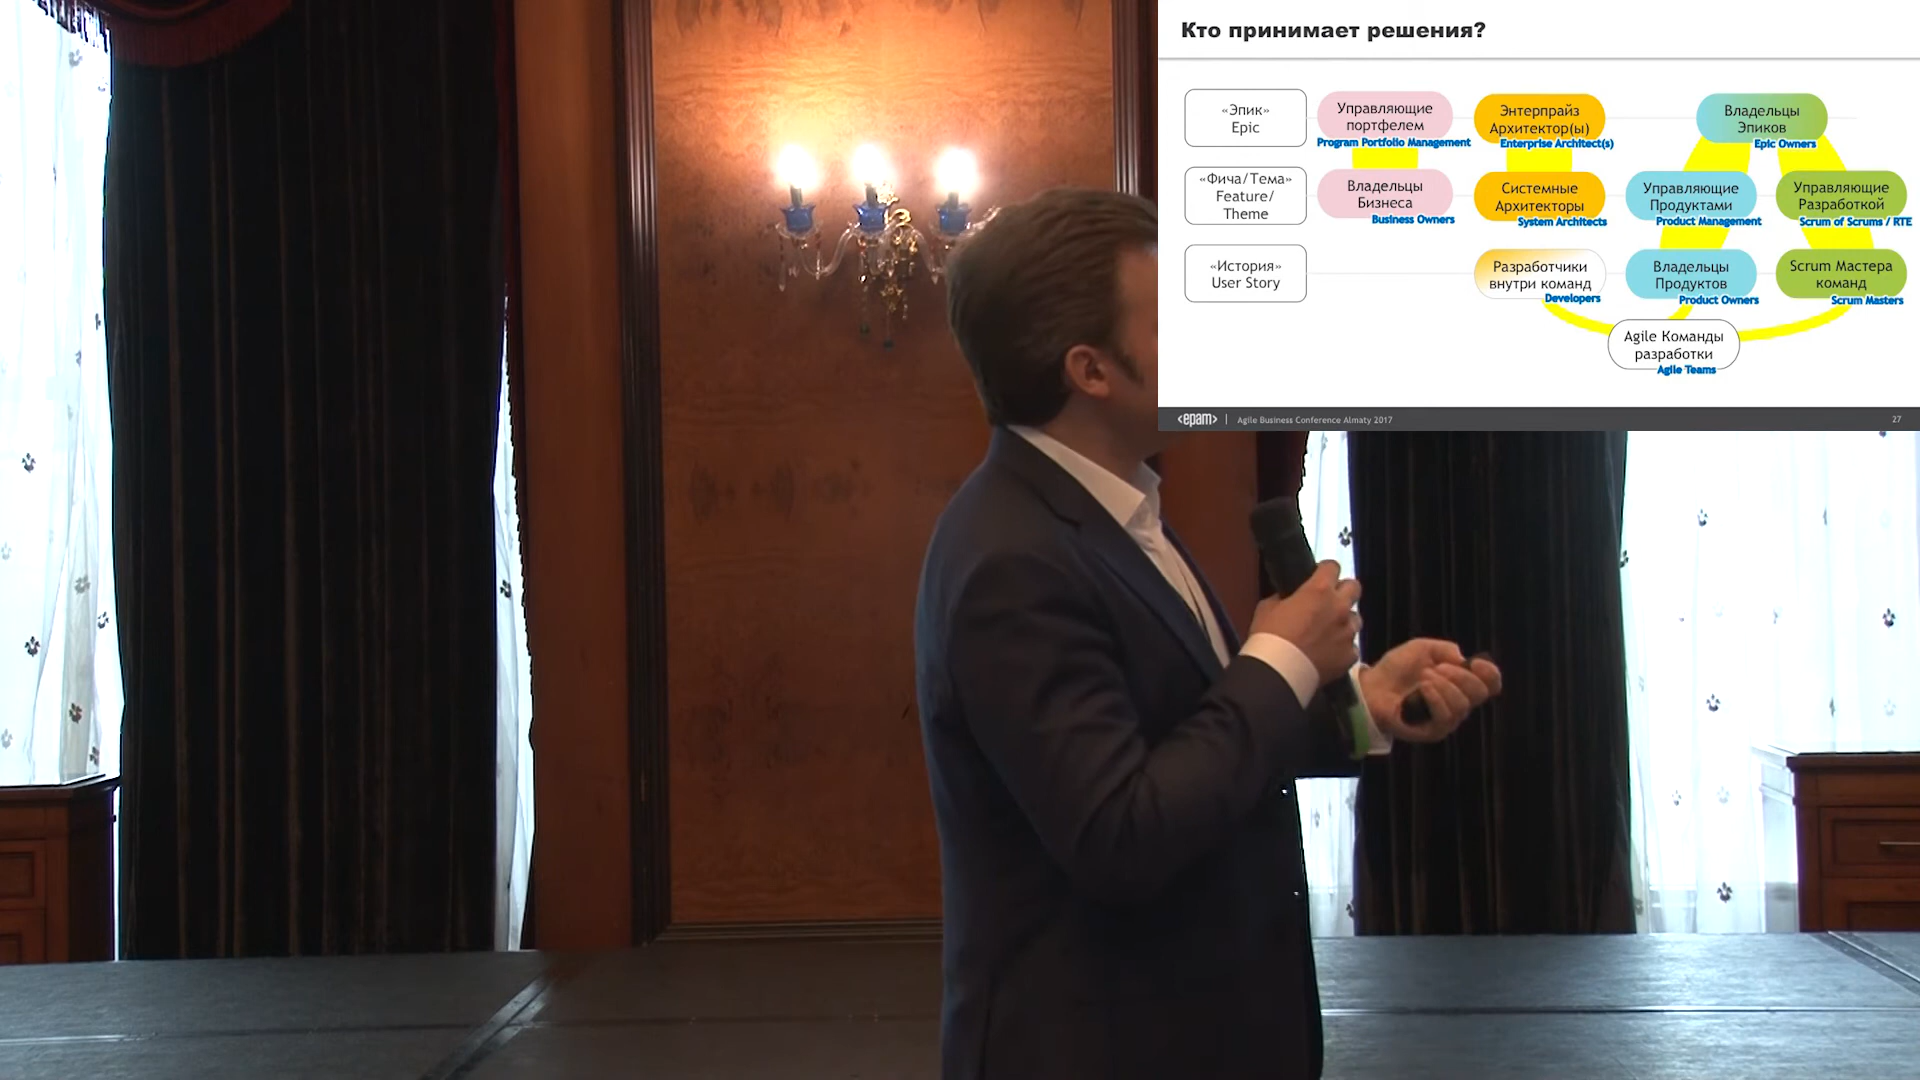 Кто принимает решения?
«Эпик»
Epic
Управляющие
портфелем
Program Portfolio Management
Энтерпрайз
Архитектор(ы)
Enterprise Architect(s)
Владельцы
Эпиков
Epic Owners
«Фича/Тема»
Feature/
Theme
Владельцы
Бизнеса
Business Owners
Системные
Архитекторы
System Architects
Управляющие
Продуктами
Product Management
Управляющие
Разработкой
Scrum of Scrums / RTE
«История»
User Story
Разработчики
внутри команд
Developers
Владельцы
Продуктов
Product Owners
Scrum Мастера
команд
Scrum Masters
Agile Команды
разработки
Agile Teams
<epam> | Agile Business Conference Almaty 2017
27